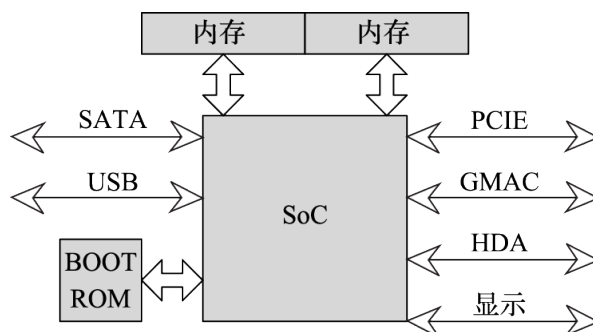 内存 内存
SATA
PCIE
USB
GMAC
SoC
HDA
BOOT
ROM
显示